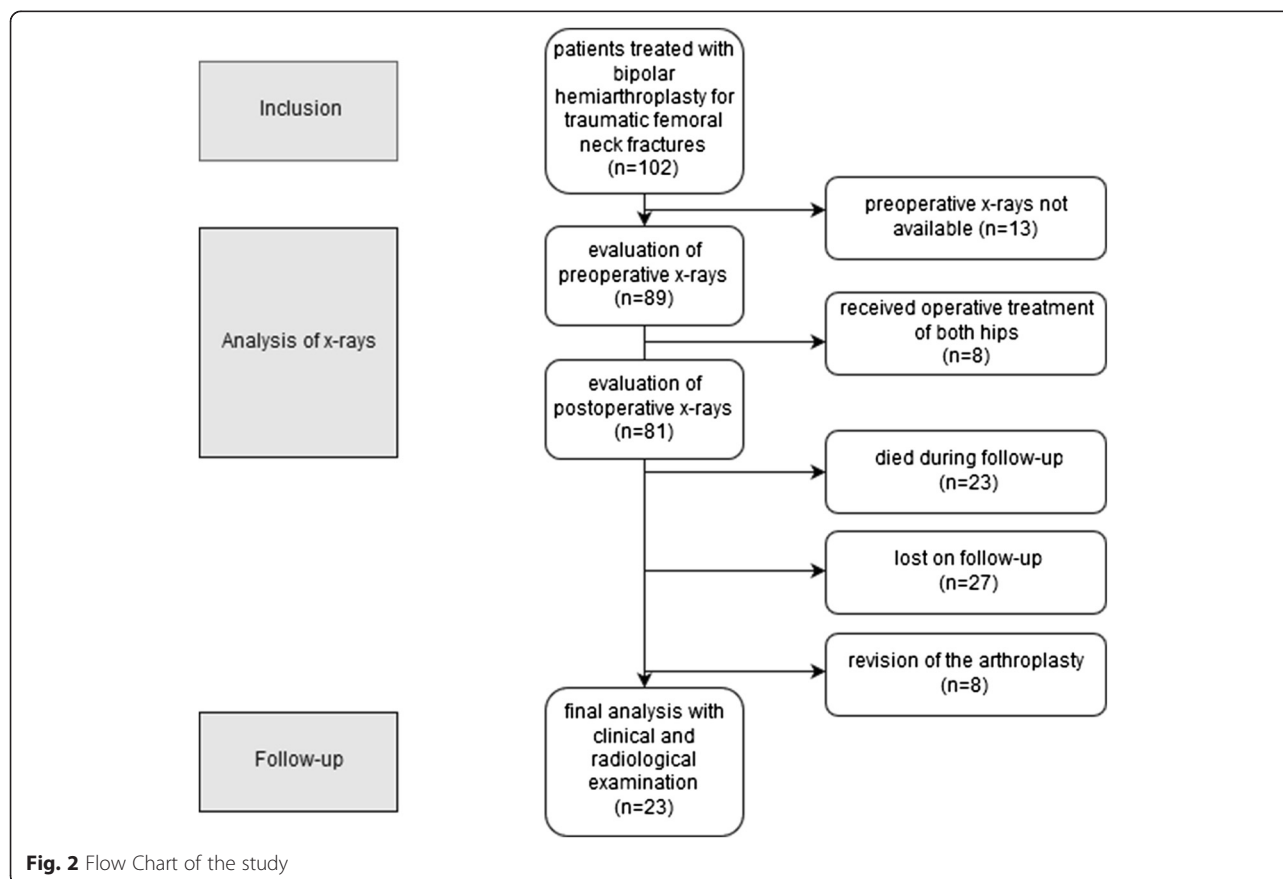 Inclusion
patients treated with
bipolar
hemiarthroplasty for
traumatic femoral
neck fractures
(n=102)
preoperative x-rays not
available (n=13)
Analysis of x-rays
evaluation of
preoperative x-rays
(n=89)
received operative treatment
of both hips
(n=8)
evaluation of
postoperative x-rays
(n=81)
died during follow-up
(n=23)
lost on follow-up
(n=27)
revision of the arthroplasty
(n=8)
Follow-up
final analysis with
clinical and
radiological
examination
(n=23)
Fig. 2 Flow Chart of the study